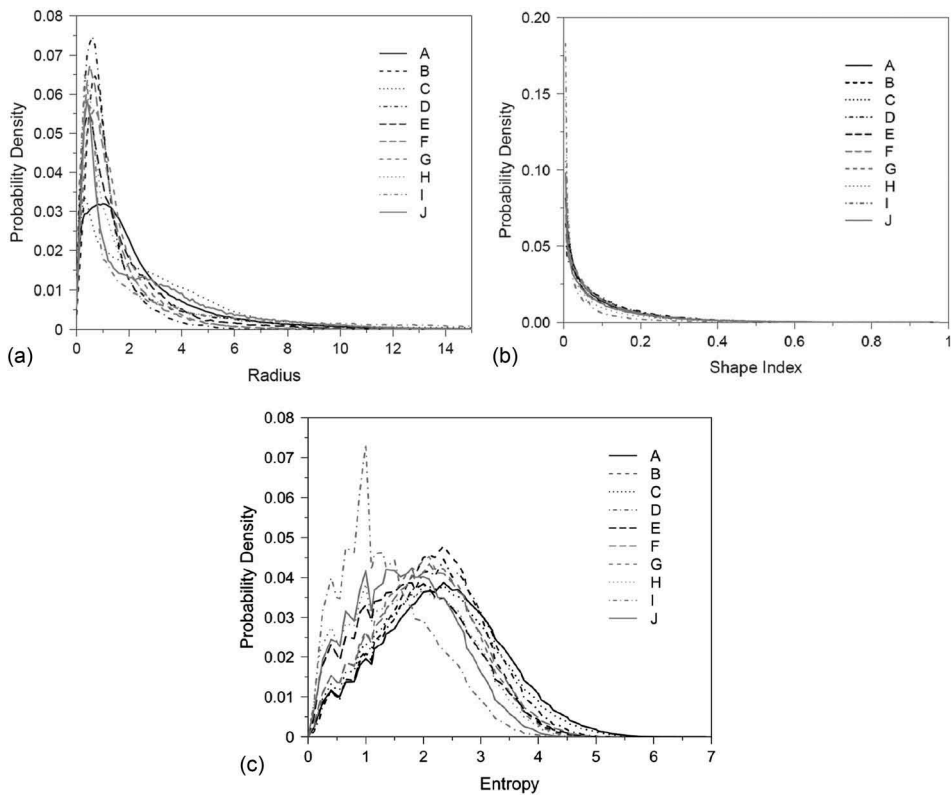 0.08
0.07
0.06
0.05
0.04
0.03
0.02
0.01
0
Probability Density
0 2 4 6 8 10 12 14
Radius
A
B
C
D
E
F
G
H
I
J
(a)
0.20
0.15
0.10
0.05
0.00
Probability Density
0 0.2 0.4 0.6 0.8 1
Shape Index
A
B
C
D
E
F
G
H
I
J
(b)
0.08
0.07
0.06
0.05
0.04
0.03
0.02
0.01
0
Probability Density
0 1 2 3 4 5 6 7
Entropy
A
B
C
D
E
F
G
H
I
J
(c)